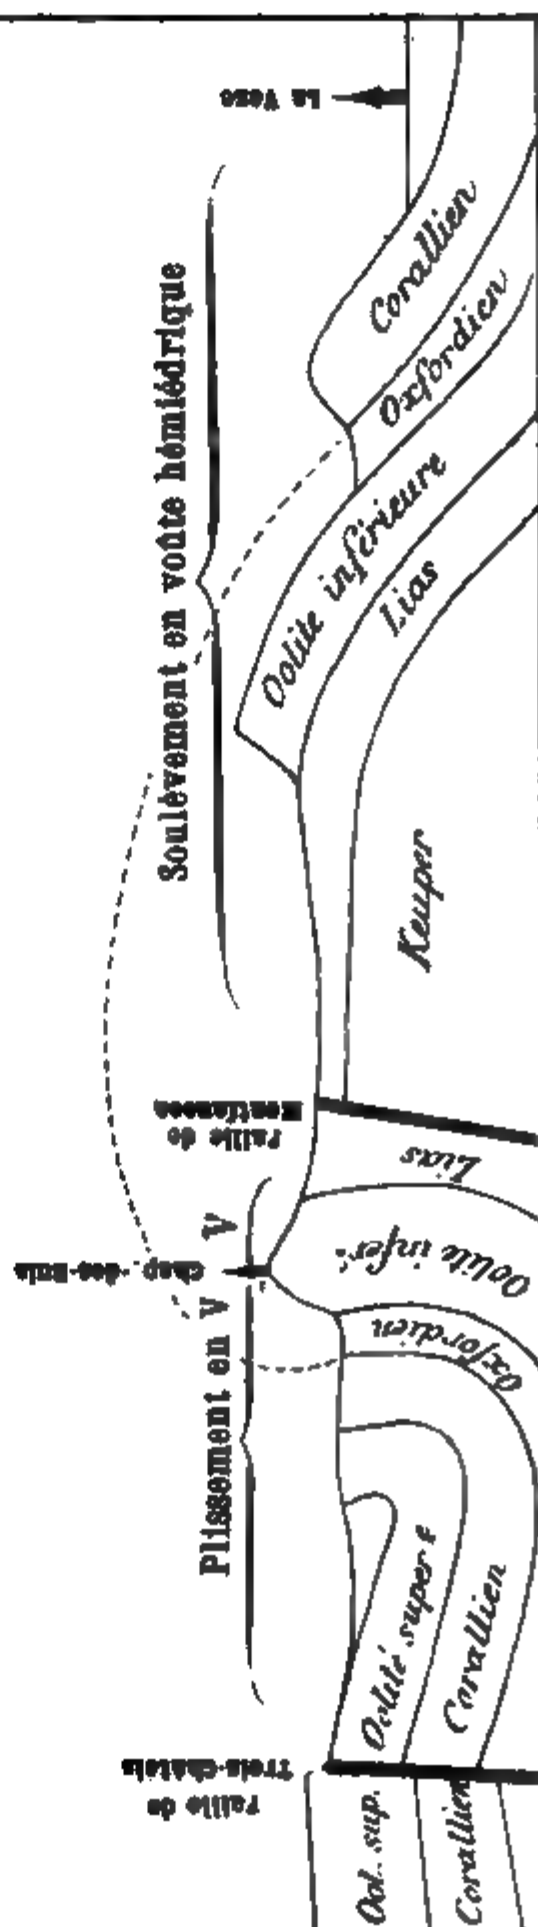 La Vèze
Corallien
Oxfordien
Soulèvement en voûte hémiédrique
Oolite inférieure
Lias
Keuper
Faille de
Montfaucon
Lias
Oolite infér.
Chap.-des-Buis
Oxfordien
Plissement en V V
Oolite super e
Corallien
Faille de
Trois-Châtels
Ool. sup.
Corallien